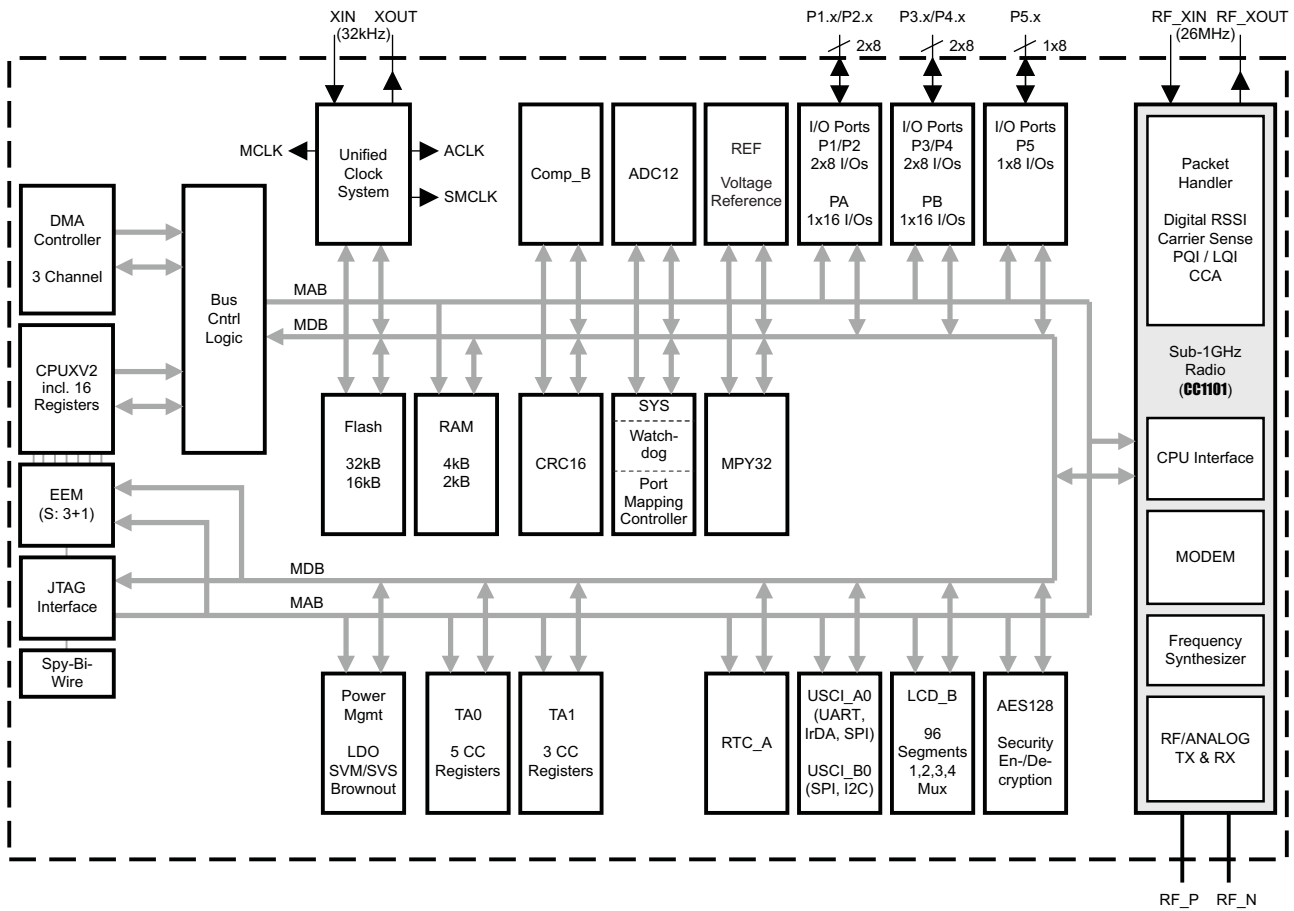 XIN XOUT
(32kHz)
P1.x/P2.x
2x8
P3.x/P4.x
2x8
P5.x
1x8
RF_XIN RF_XOUT
(26MHz)
MCLK
Unified
Clock
System
ACLK
SMCLK
Comp_B
ADC12
REF
Voltage
Reference
I/O Ports
P1/P2
2x8 I/Os
PA
1x16 I/Os
I/O Ports
P3/P4
2x8 I/Os
PB
1x16 I/Os
I/O Ports
P5
1x8 I/Os
Packet
Handler
Digital RSSI
Carrier Sense
PQI / LQI
CCA
Sub-1GHz
Radio
(CC1101)
CPU Interface
MODEM
Frequency
Synthesizer
RF/ANALOG
TX & RX
RF_P RF_N
DMA
Controller
3 Channel
Bus
Cntrl
Logic
MAB
MDB
CPUXV2
incl. 16
Registers
EEM
(S: 3+1)
JTAG
Interface
Spy-Bi-
Wire
Flash
32kB
16kB
RAM
4kB
2kB
CRC16
SYS
Watch-
dog
Port
Mapping
Controller
MPY32
MDB
MAB
Power
Mgmt
LDO
SVM/SVS
Brownout
TA0
5 CC
Registers
TA1
3 CC
Registers
RTC_A
USCI_A0
(UART,
IrDA, SPI)
USCI_B0
(SPI, I2C)
LCD_B
96
Segments
1,2,3,4
Mux
AES128
Security
En-/De-
cryption